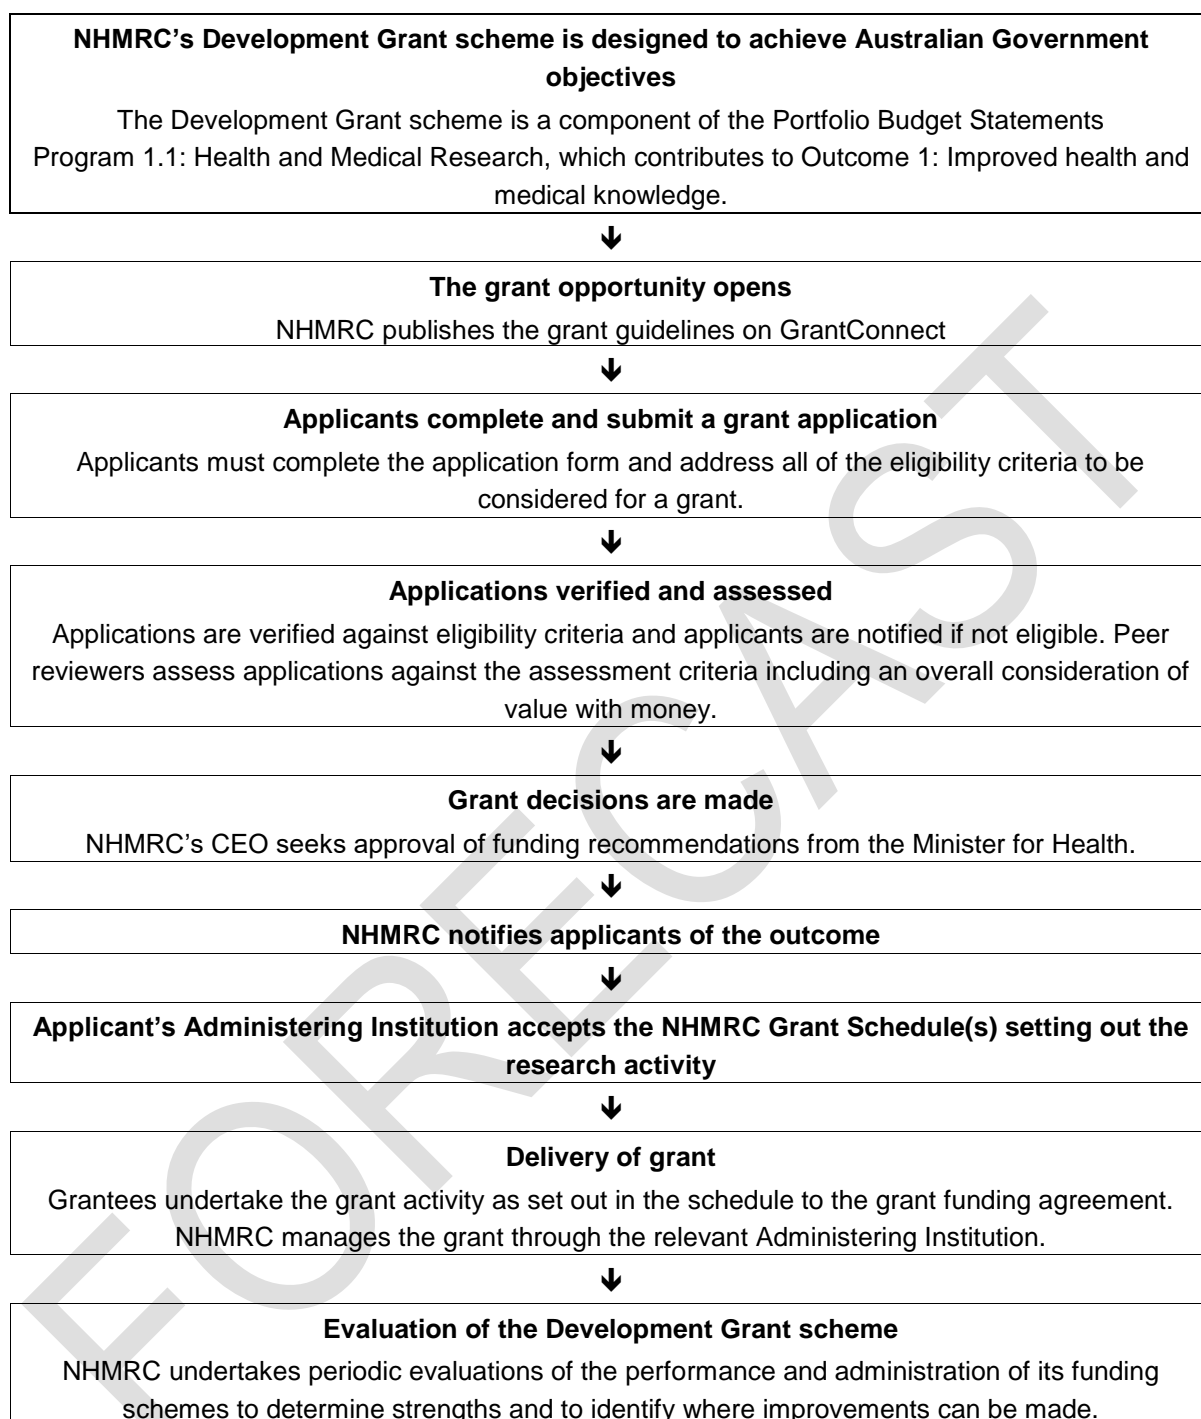 NHMRC's Development Grant scheme is designed to achieve Australian Government
objectives
The Development Grant scheme is a component of the Portfolio Budget Statements
Program 1.1: Health and Medical Research, which contributes to Outcome 1: Improved health and
medical knowledge.
The grant opportunity opens
NHMRC publishes the grant guidelines on GrantConnect
Applicants complete and submit a grant application
Applicants must complete the application form and address all of the eligibility criteria to be
considered for a grant.
Applications verified and assessed
Applications are verified against eligibility criteria and applicants are notified if not eligible. Peer
reviewers assess applications against the assessment criteria including an overall consideration of
value with money.
Grant decisions are made
NHMRC's CEO seeks approval of funding recommendations from the Minister for Health.
NHMRC notifies applicants of the outcome
Applicant's Administering Institution accepts the NHMRC Grant Schedule(s) setting out the
research activity
Delivery of grant
Grantees undertake the grant activity as set out in the schedule to the grant funding agreement.
NHMRC manages the grant through the relevant Administering Institution.
Evaluation of the Development Grant scheme
NHMRC undertakes periodic evaluations of the performance and administration of its funding
schemes to determine strengths and to identify where improvements can be made.
FORECAST